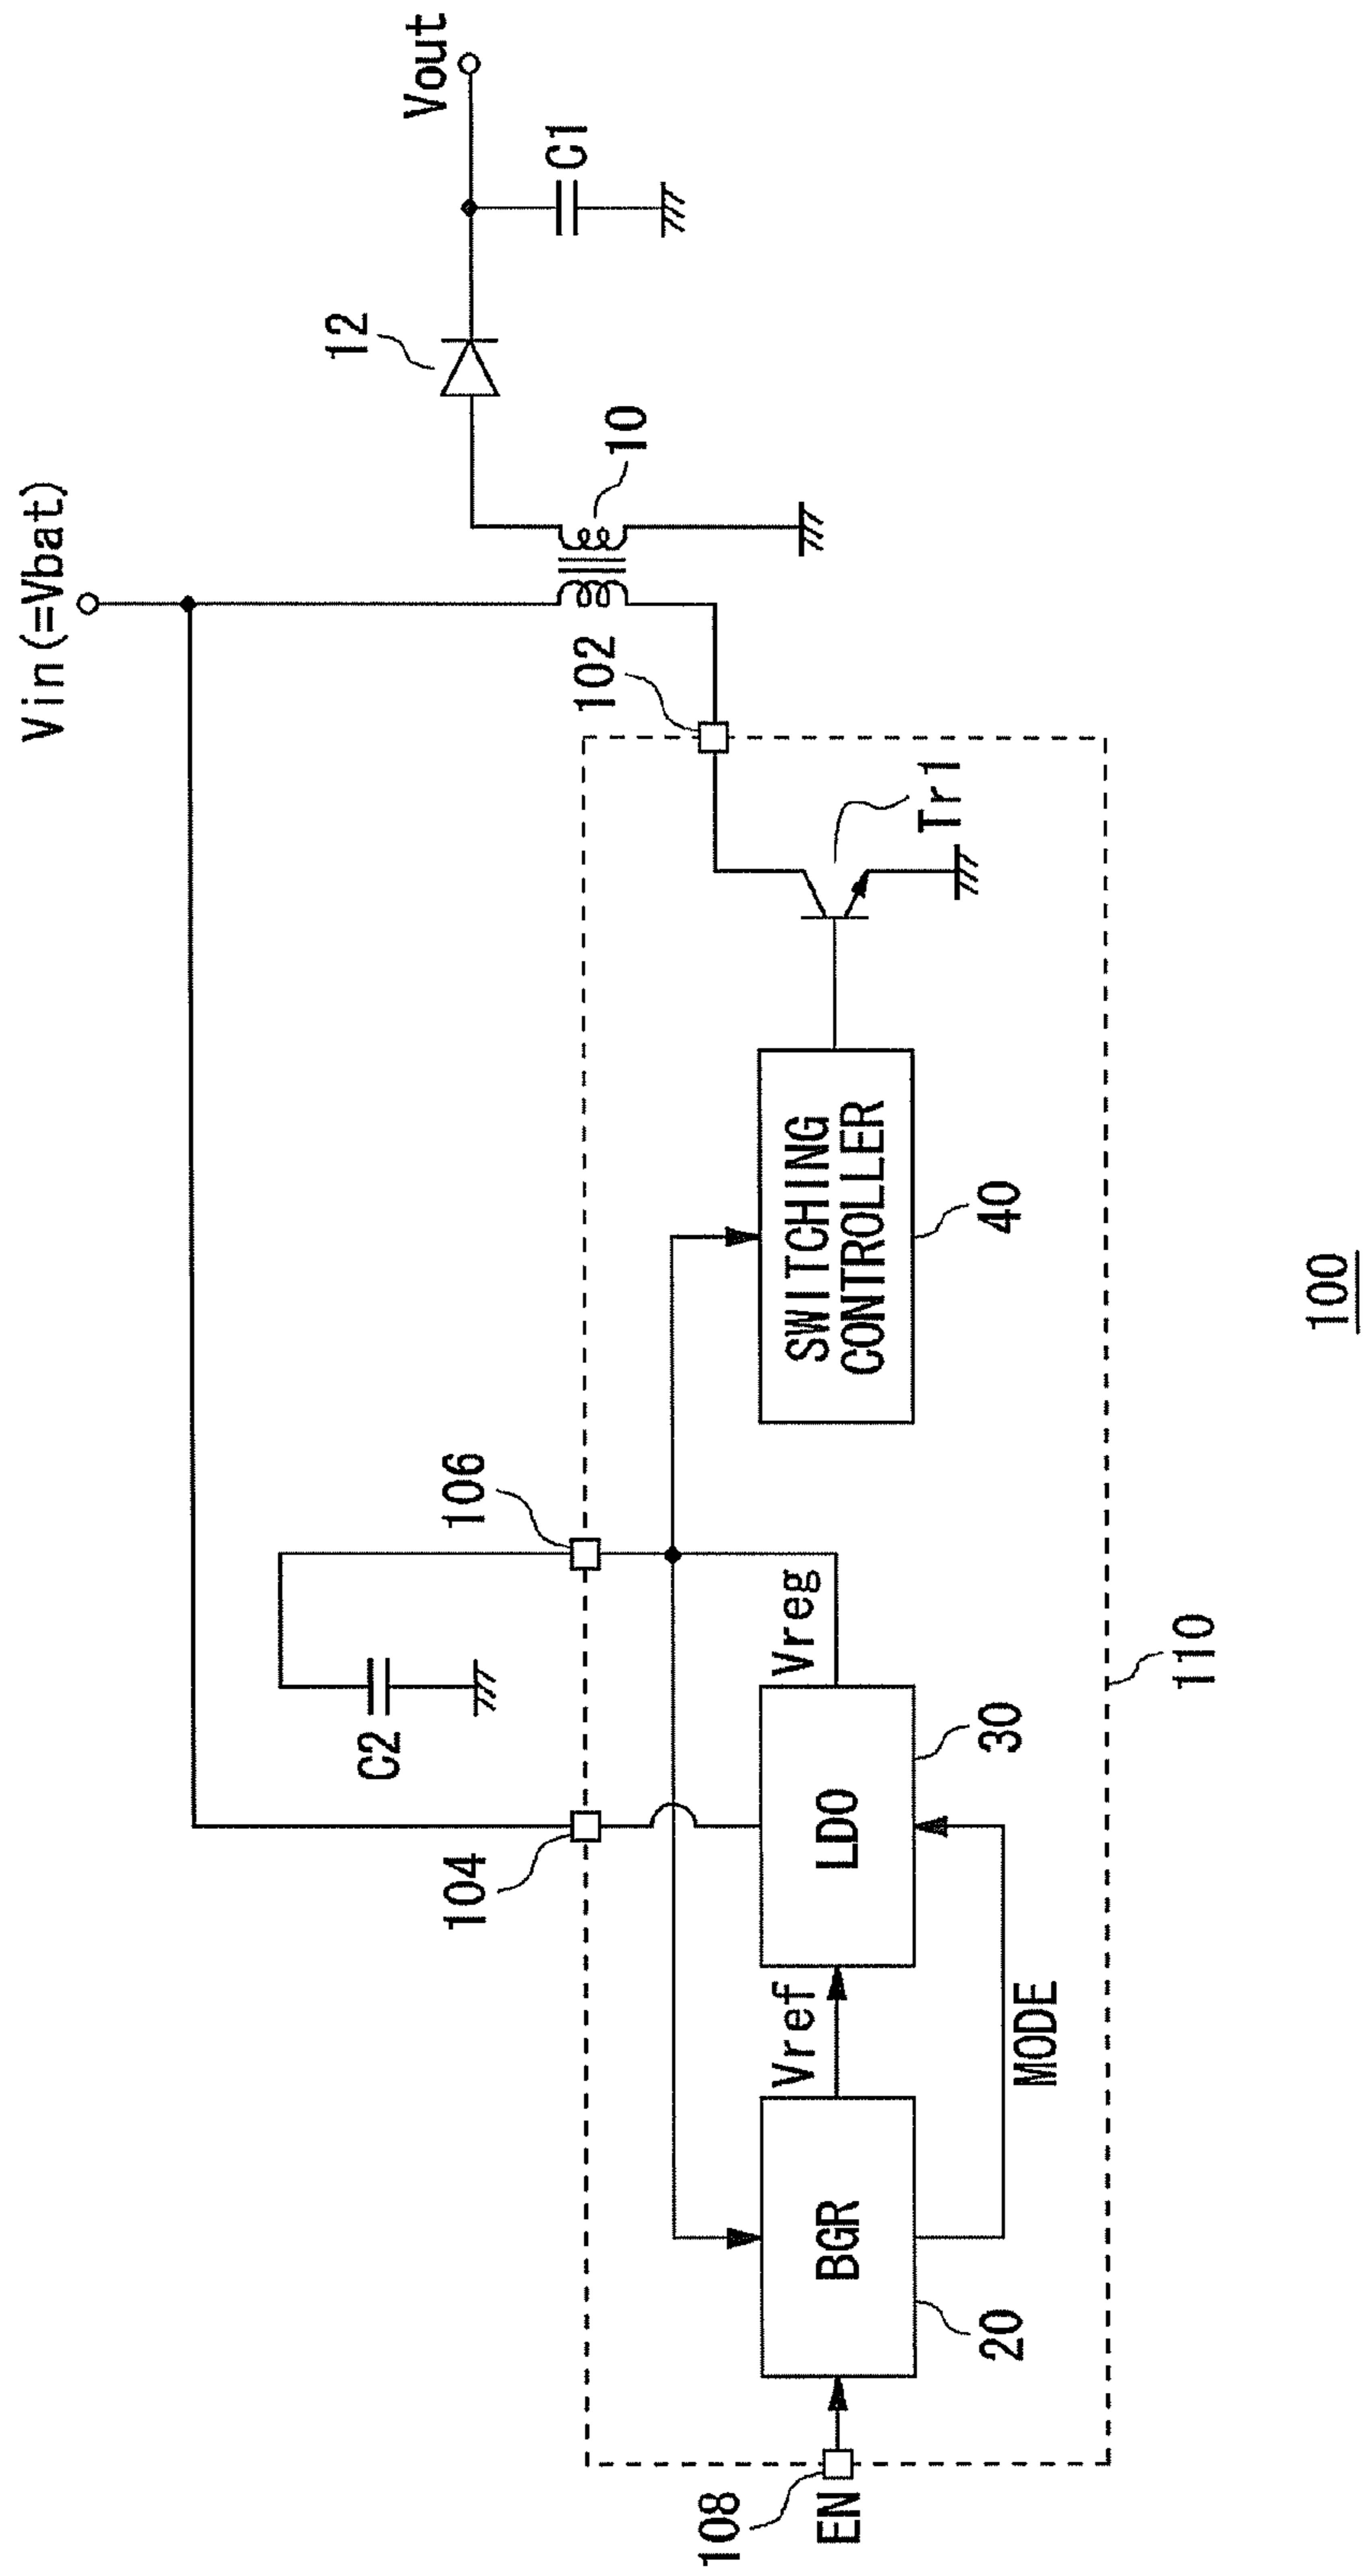 Vin(=Vbat)
Vout
12
C1
10
102
Tr1
106
C2
104
Vreg
SWITCHING
CONTROLLER
40
LDO
30
Vref
MODE
BGR
20
108
EN
110
100